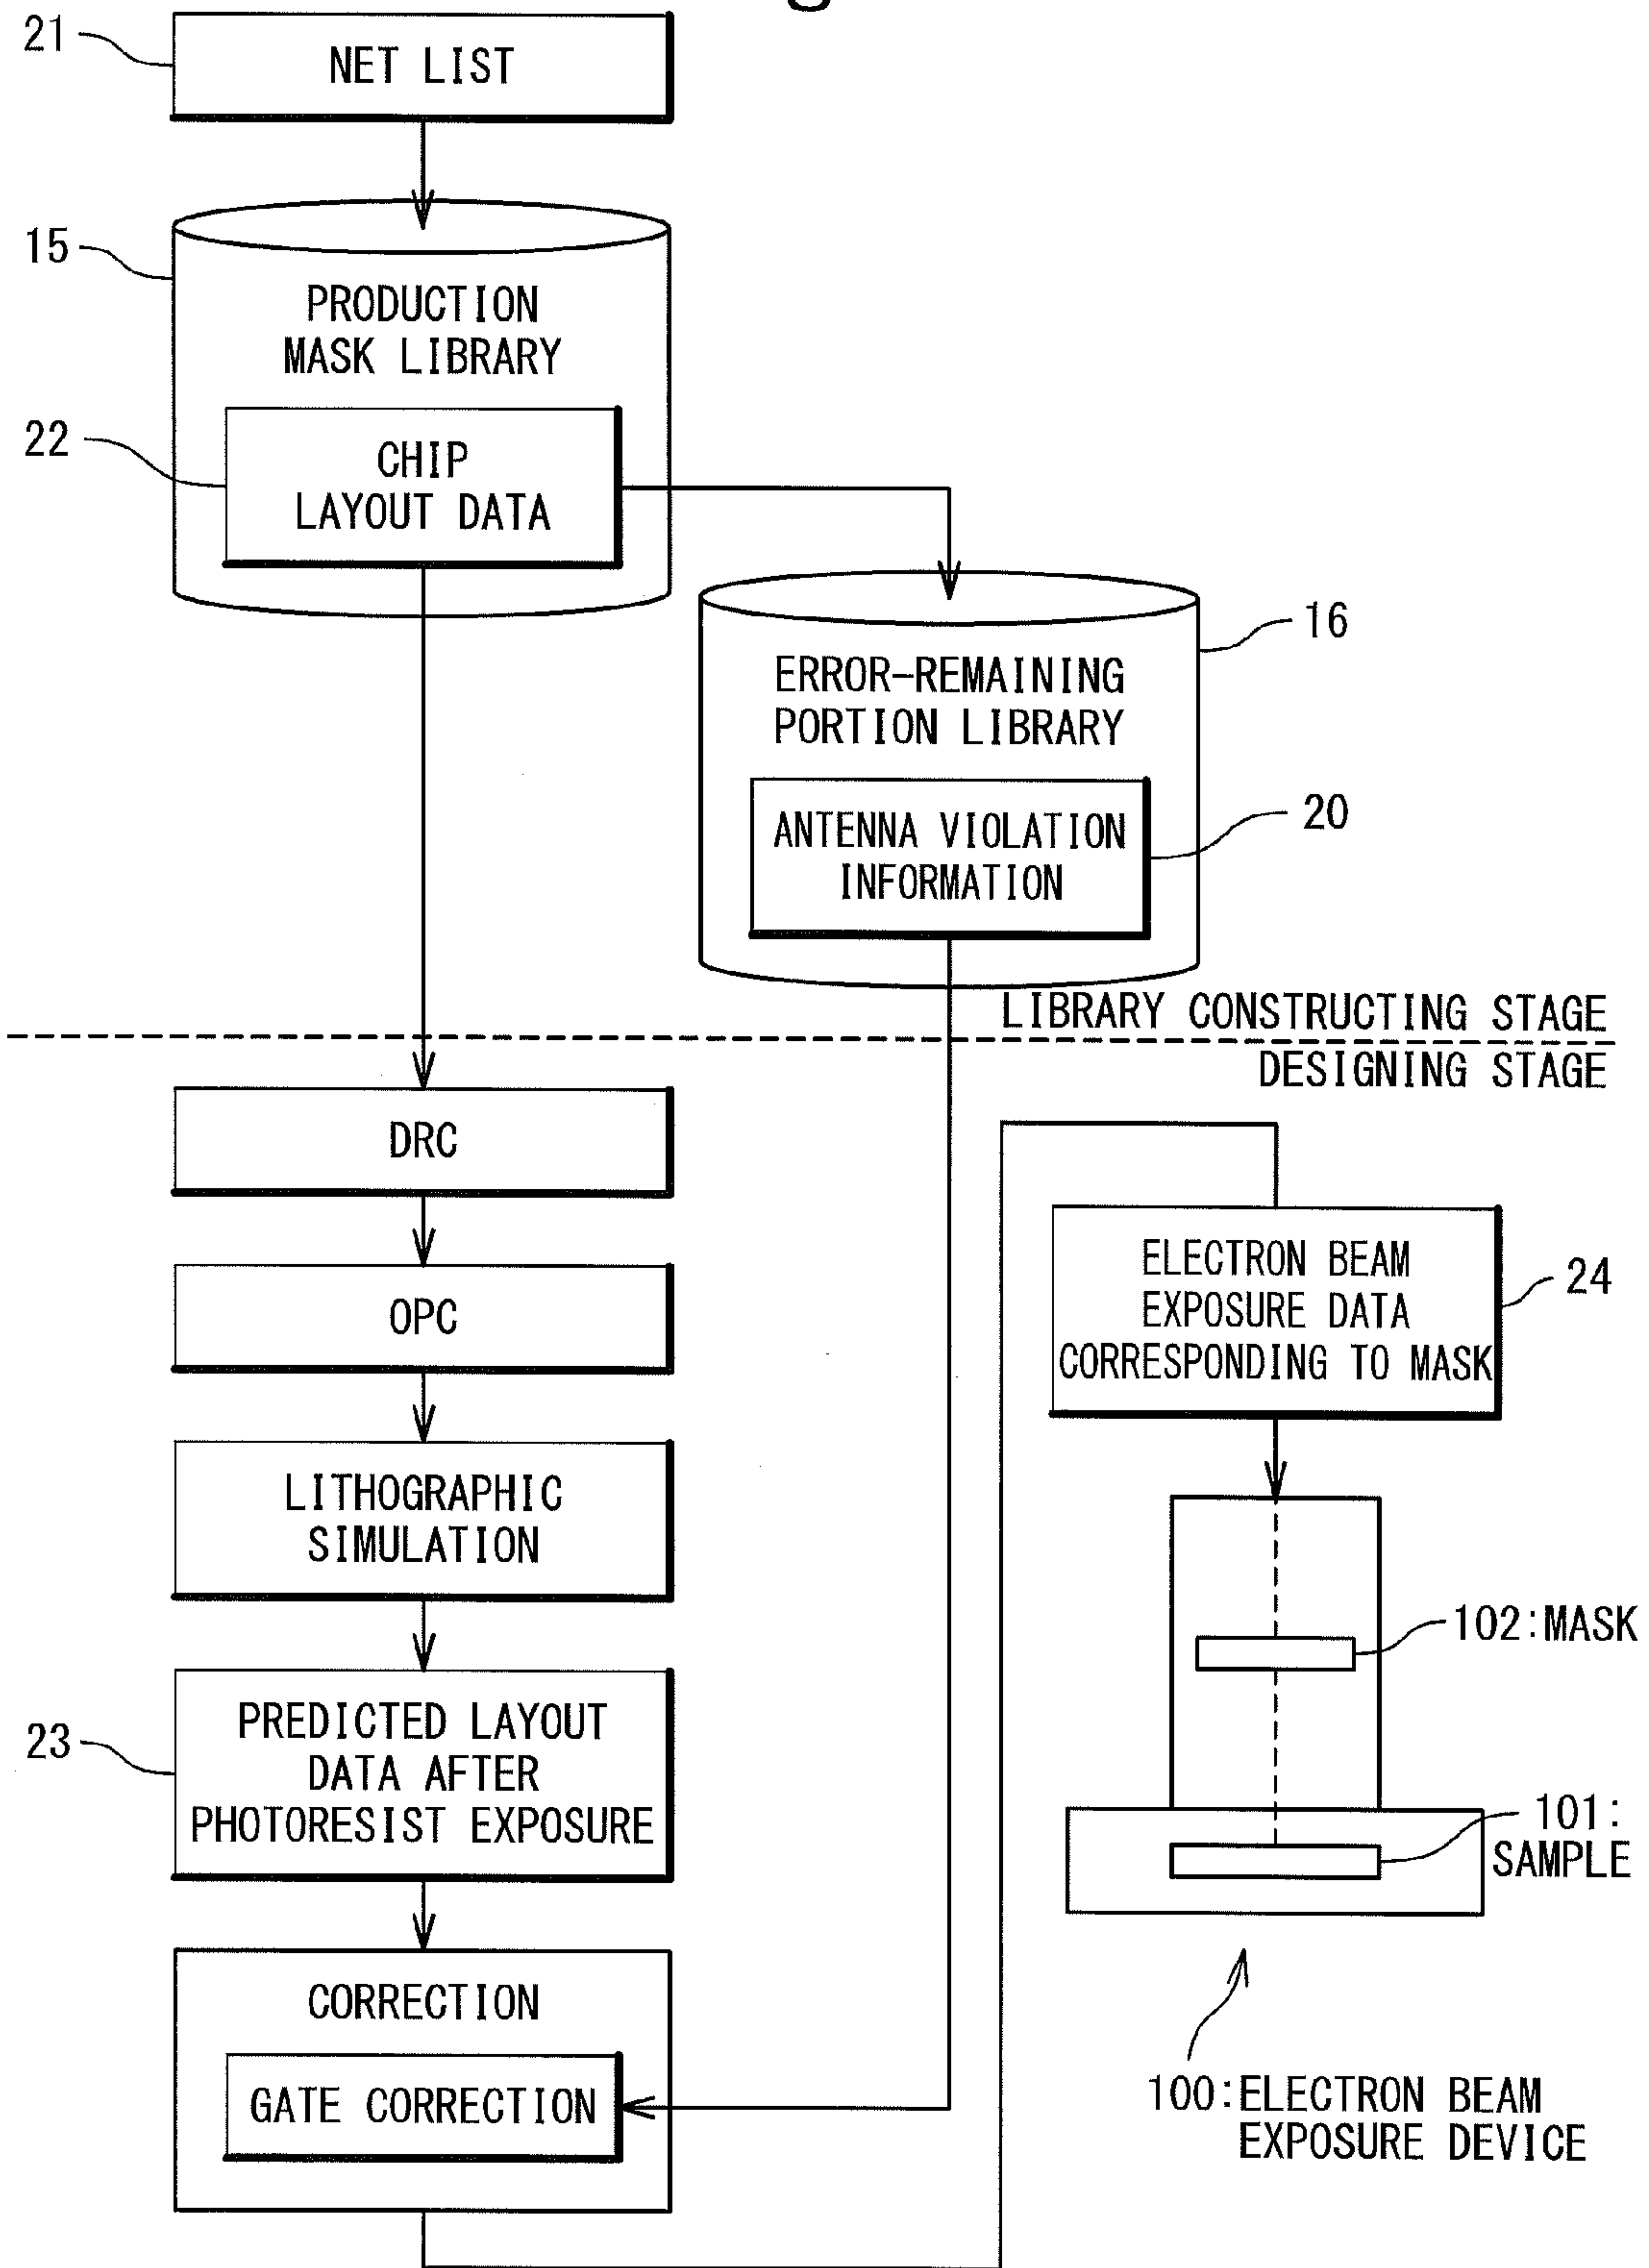 g
21
NET LIST
15
PRODUCTION
MASK LIBRARY
22
CHIP
LAYOUT DATA
16
ERROR-REMAINING
PORTION LIBRARY
20
ANTENNA VIOLATION
INFORMATION
LIBRARY CONSTRUCTING STAGE
DESIGNING STAGE
DRC
OPC
LITHOGRAPHIC
SIMULATION
23
PREDICTED LAYOUT
DATA AFTER
PHOTORESIST EXPOSURE
CORRECTION
GATE CORRECTION
ELECTRON BEAM
EXPOSURE DATA
CORRESPONDING TO MASK
24
102:MASK
101:
SAMPLE
100:ELECTRON BEAM
EXPOSURE DEVICE